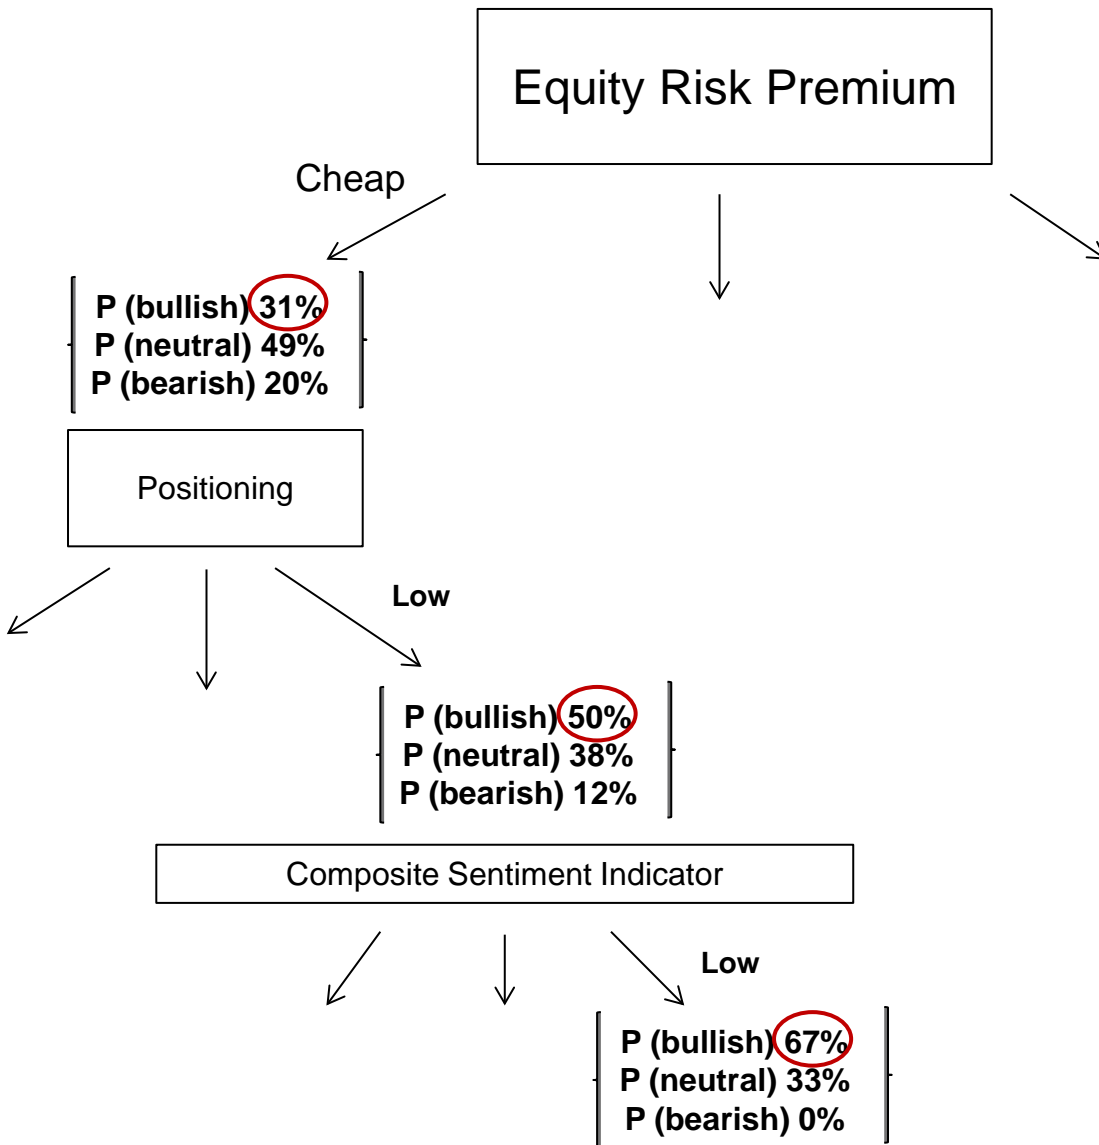 Equity Risk Premium
Cheap
P (bullish) 31%
P (neutral) 49%
P (bearish) 20%
Positioning
Low
P (bullish) 50%
P (neutral) 38%
P (bearish) 12%
Composite Sentiment Indicator
Low
P (bullish) 67%
P (neutral) 33%
P (bearish) 0%